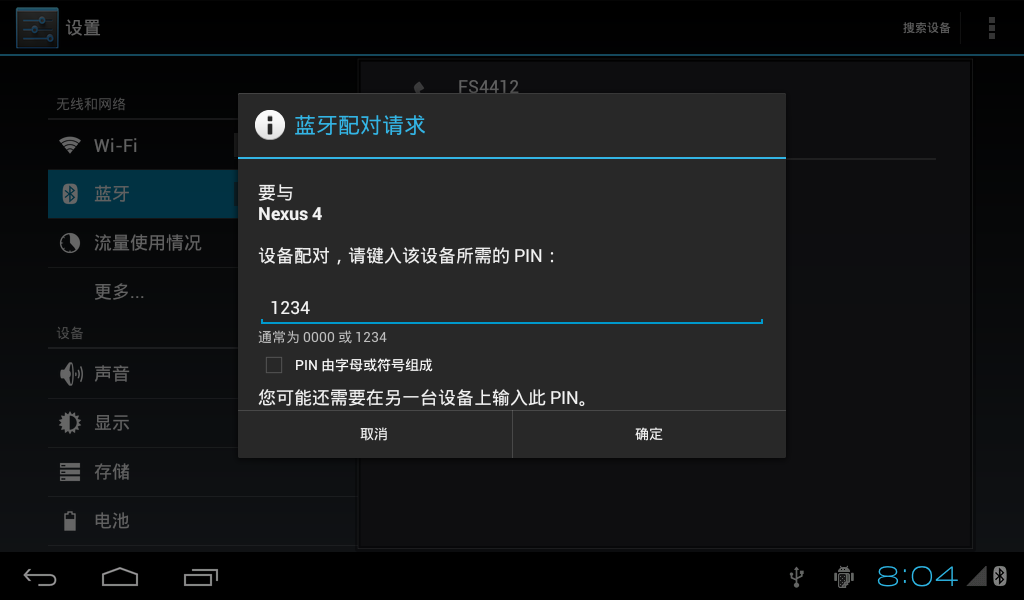 设置
搜索设备
FS4412
无线和网络
Wi-Fi
蓝牙
流量使用情况
更多...
设备
声音
显示
存储
电池
蓝牙配对请求
要与
Nexus 4
设备配对，请键入该设备所需的 PIN：
1234
通常为 0000 或 1234
PIN 由字母或符号组成
您可能还需要在另一台设备上输入此 PIN。
取消
确定
8:04